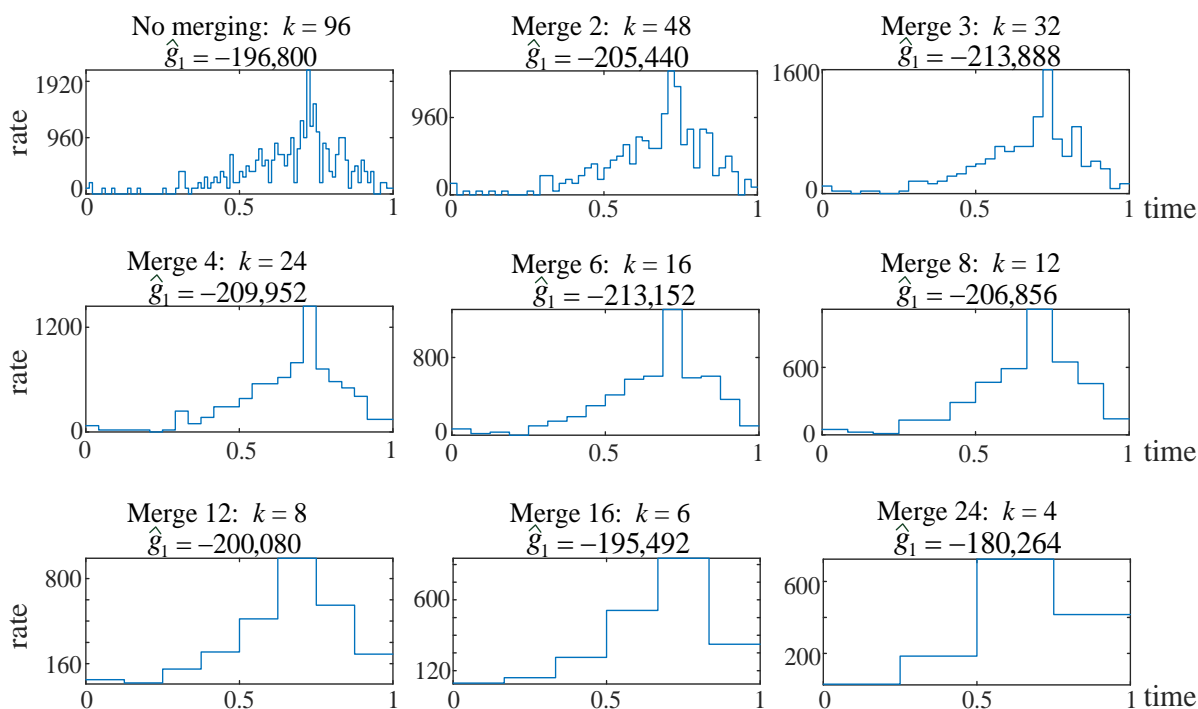 No merging: k = 96
ĝ₁ = −196,800
Merge 2: k = 48
ĝ₁ = −205,440
Merge 3: k = 32
ĝ₁ = −213,888
rate
1920
960
0
0 0.5 1
960
0
0 0.5 1
1600
0
0 0.5 1
time
Merge 4: k = 24
ĝ₁ = −209,952
Merge 6: k = 16
ĝ₁ = −213,152
Merge 8: k = 12
ĝ₁ = −206,856
rate
1200
0
0 0.5 1
800
0
0 0.5 1
600
0
0 0.5 1
time
Merge 12: k = 8
ĝ₁ = −200,080
Merge 16: k = 6
ĝ₁ = −195,492
Merge 24: k = 4
ĝ₁ = −180,264
rate
800
160
0 0.5 1
600
120
0 0.5 1
600
200
0 0.5 1
time